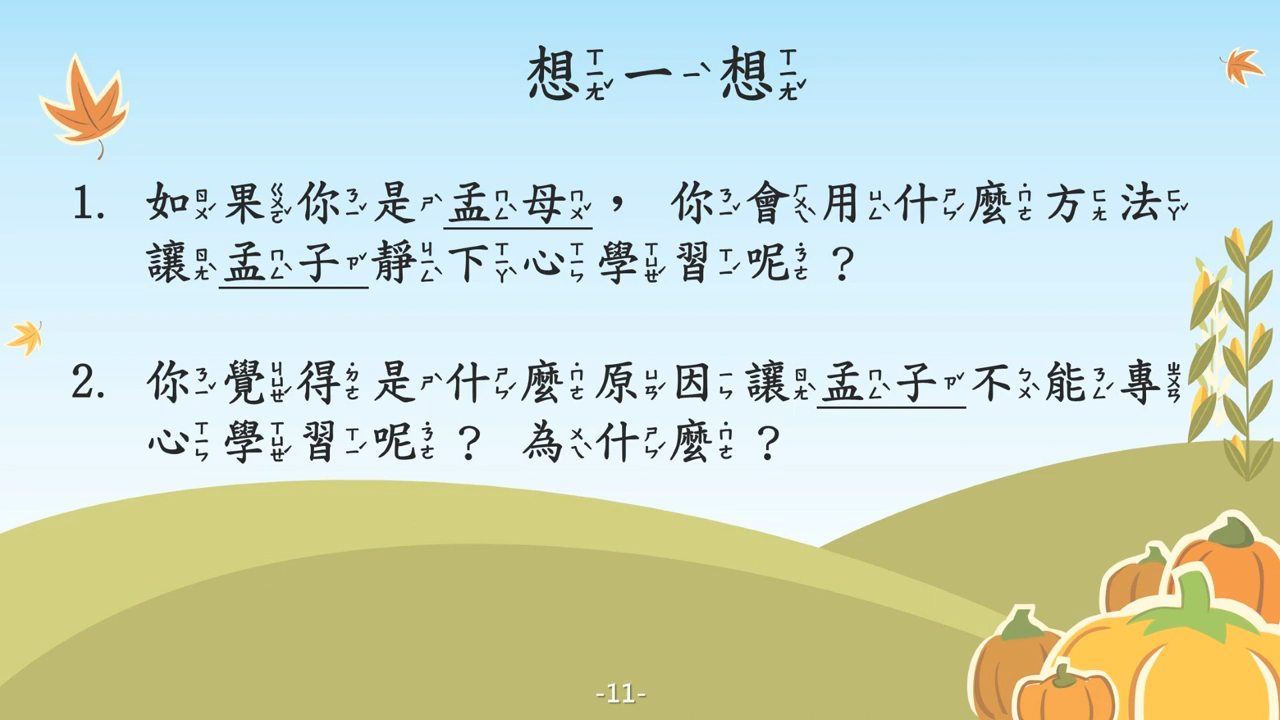 想一想
1. 如果你是孟母， 你會用什麼方法
讓孟子靜下心學習呢？
2. 你覺得是什麼原因讓孟子不能專
心學習呢？ 為什麼？
-11-